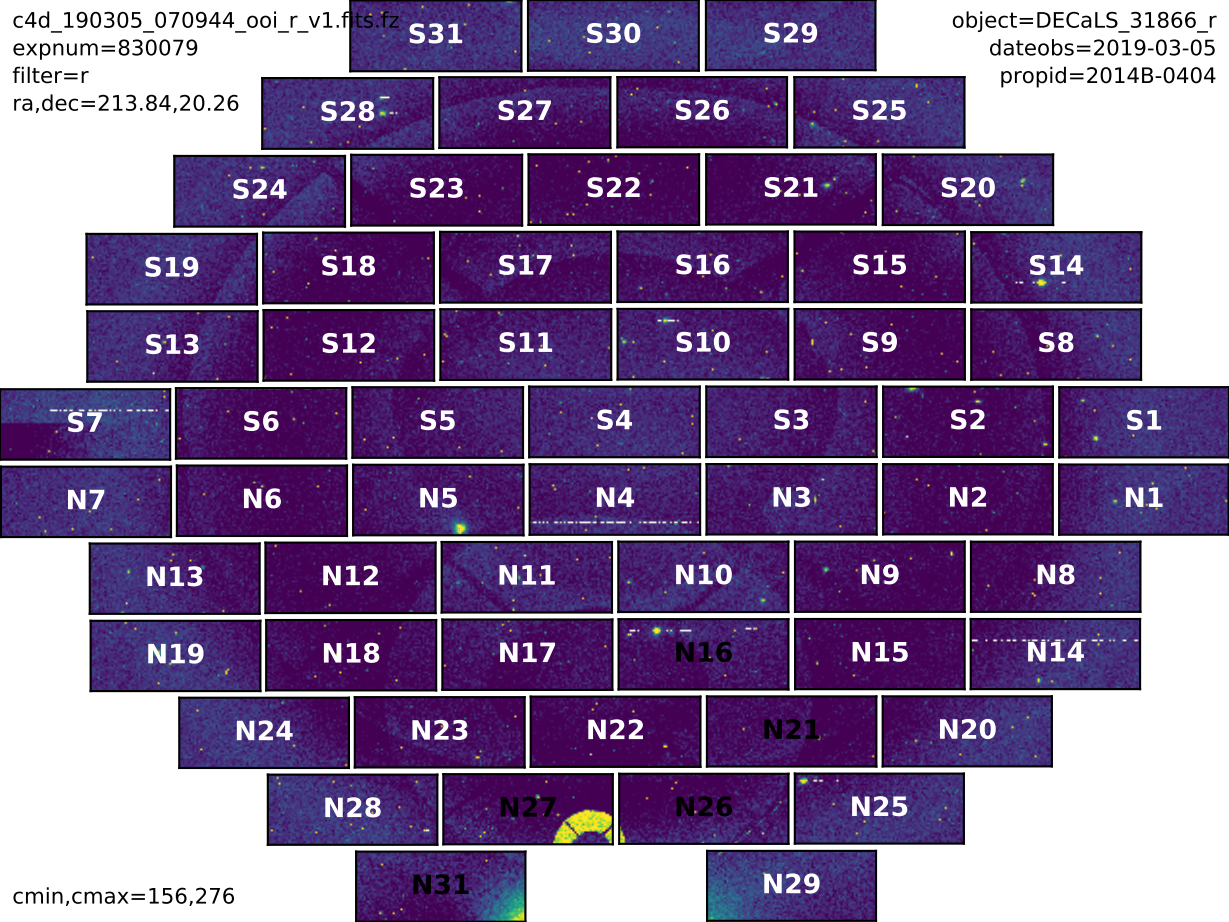 c4d_190305_070944_ooi_r_v1.fits.fz
expnum=830079
filter=r
ra,dec=213.84,20.26
object=DECaLS_31866_r
dateobs=2019-03-05
propid=2014B-0404
S31 S30 S29
S28 S27 S26 S25
S24 S23 S22 S21 S20
S19 S18 S17 S16 S15 S14
S13 S12 S11 S10 S9 S8
S7 S6 S5 S4 S3 S2 S1
N7 N6 N5 N4 N3 N2 N1
N13 N12 N11 N10 N9 N8
N19 N18 N17 N16 N15 N14
N24 N23 N22 N21 N20
N28 N27 N26 N25
N31 N29
cmin,cmax=156,276